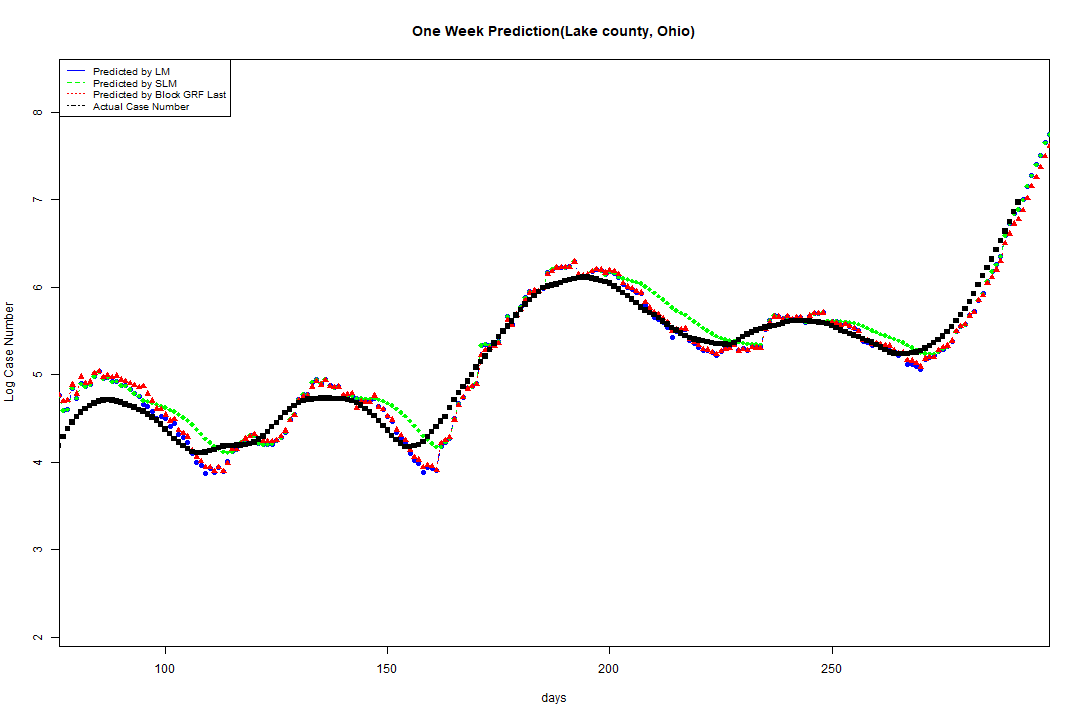 One Week Prediction(Lake county, Ohio)
Predicted by LM
Predicted by SLM
Predicted by Block GRF Last
Actual Case Number
8
7
6
5
4
3
2
Log Case Number
100 150 200 250
days